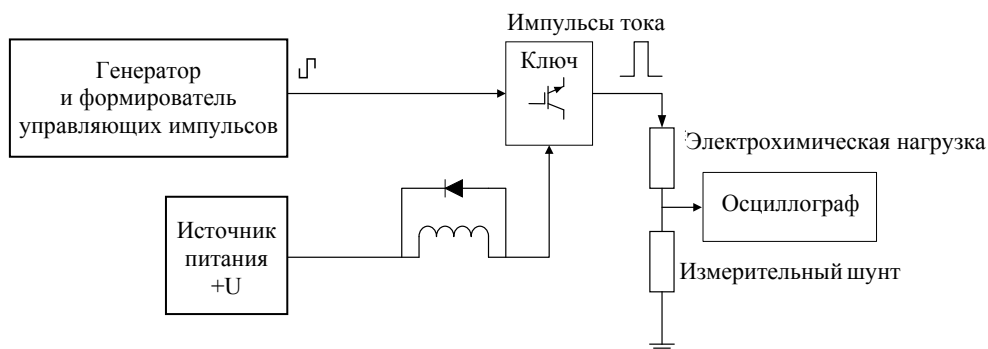 Импульсы тока
Генератор
и формирователь
управляющих импульсов
Ключ
Электрохимическая нагрузка
Осциллограф
Источник
питания
+U
Измерительный шунт